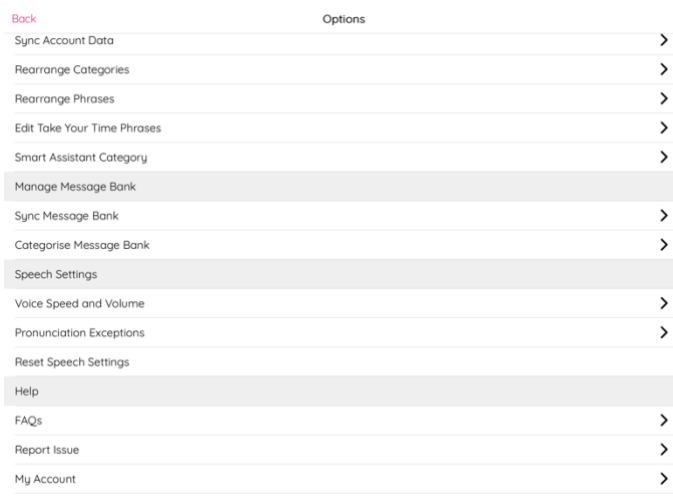 Back
Options
Sync Account Data
Rearrange Categories
Rearrange Phrases
Edit Take Your Time Phrases
Smart Assistant Category
Manage Message Bank
Sync Message Bank
Categorise Message Bank
Speech Settings
Voice Speed and Volume
Pronunciation Exceptions
Reset Speech Settings
Help
FAQs
Report Issue
My Account